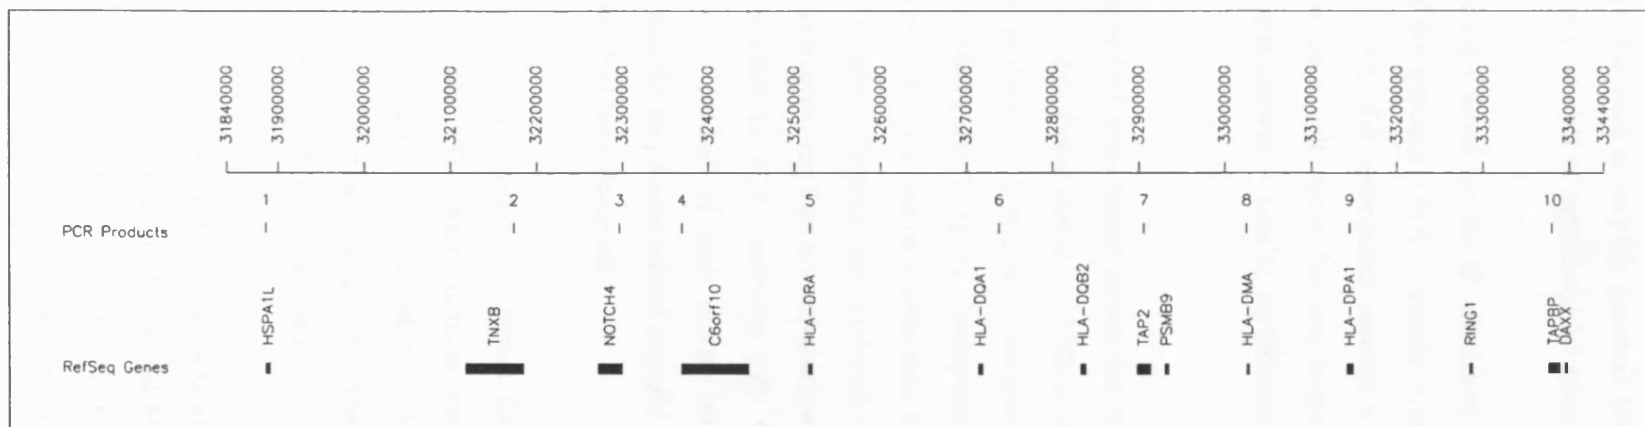 31840000 31900000 32000000 32100000 32200000 32300000 32400000 32500000 32600000 32700000 32800000 32900000 33000000 33100000 33200000 33300000 33400000 33440000
1 2 3 4 5 6 7 8 9 10
PCR Products
HSPA1L TNXB NOTCH4 C6orf10 HLA-DRA HLA-DQA1 HLA-DQB2 TAP2 PSMB9 HLA-DMA HLA-DPA1 RING1 TAPBP DAXX
RefSeq Genes